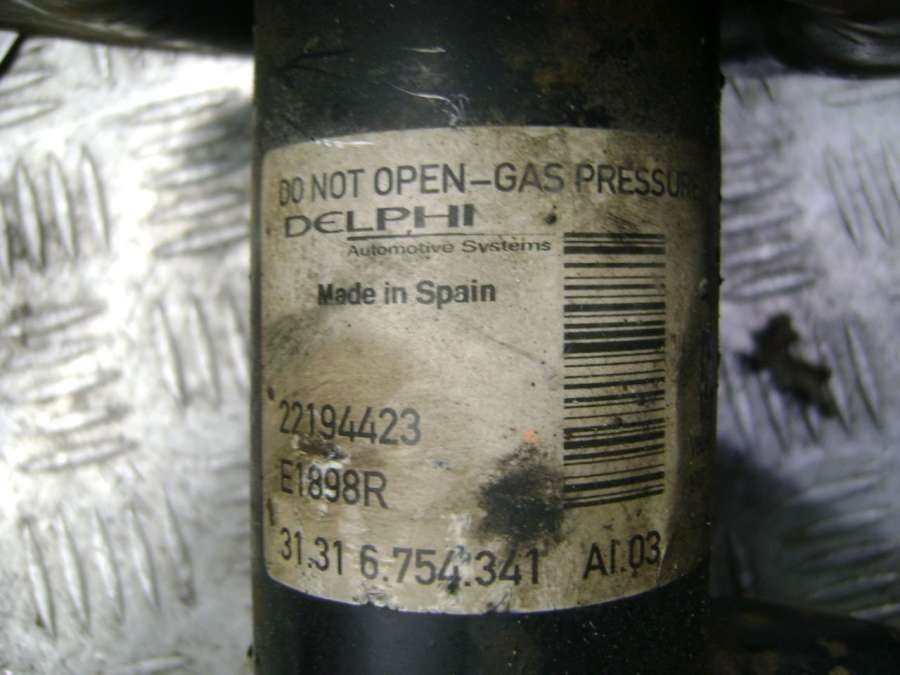 DO NOT OPEN-GAS PRESSURE
DELPHI
Automotive Systems
Made in Spain
22194423
E1898R
31.31 6.754.341 AI.03